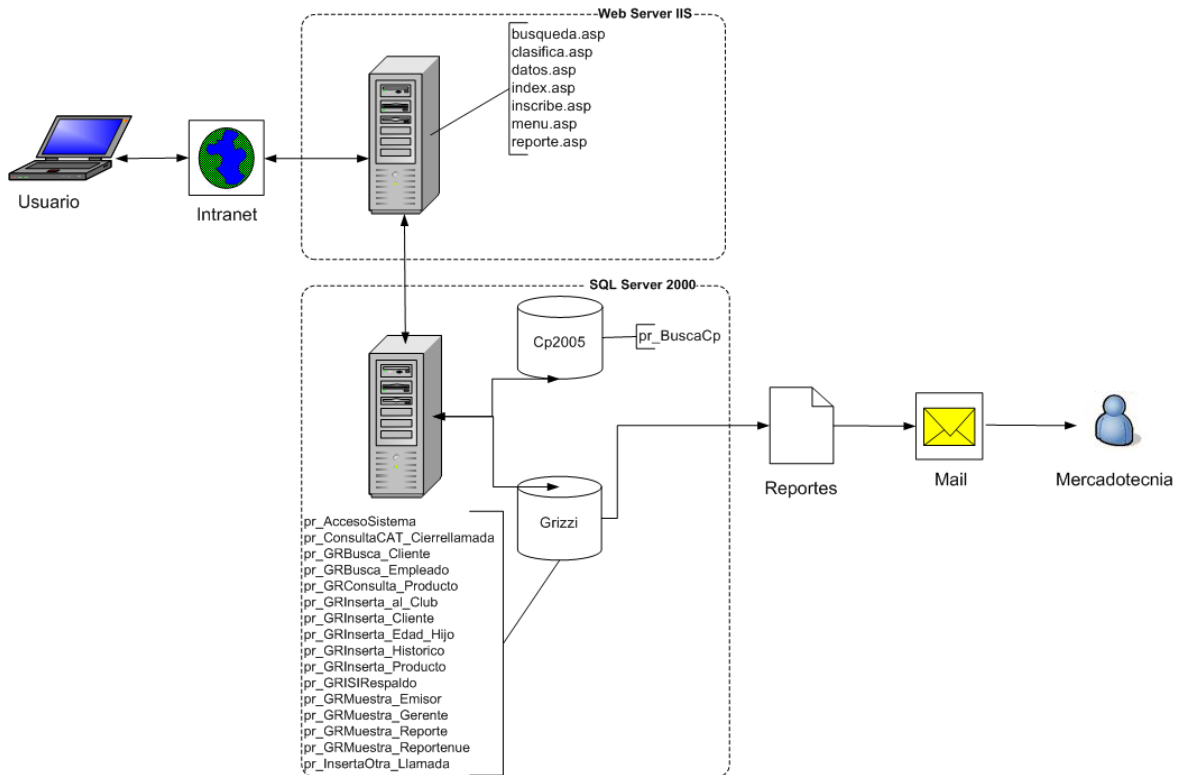 Web Server IIS
busqueda.asp
clasifica.asp
datos.asp
index.asp
inscribe.asp
menu.asp
reporte.asp
Usuario
Intranet
SQL Server 2000
Cp2005
pr_BuscaCp
Grizzi
Reportes
Mail
Mercadotecnia
pr_AccesoSistema
pr_ConsultaCAT_Cierrellamada
pr_GRBusca_Cliente
pr_GRBusca_Empleado
pr_GRConsulta_Producto
pr_GRInserta_al_Club
pr_GRInserta_Cliente
pr_GRInserta_Edad_Hijo
pr_GRInserta_Historico
pr_GRInserta_Producto
pr_GRISIRespaldo
pr_GRMuestra_Emisor
pr_GRMuestra_Gerente
pr_GRMuestra_Reporte
pr_GRMuestra_Reportenue
pr_InsertaOtra_Llamada